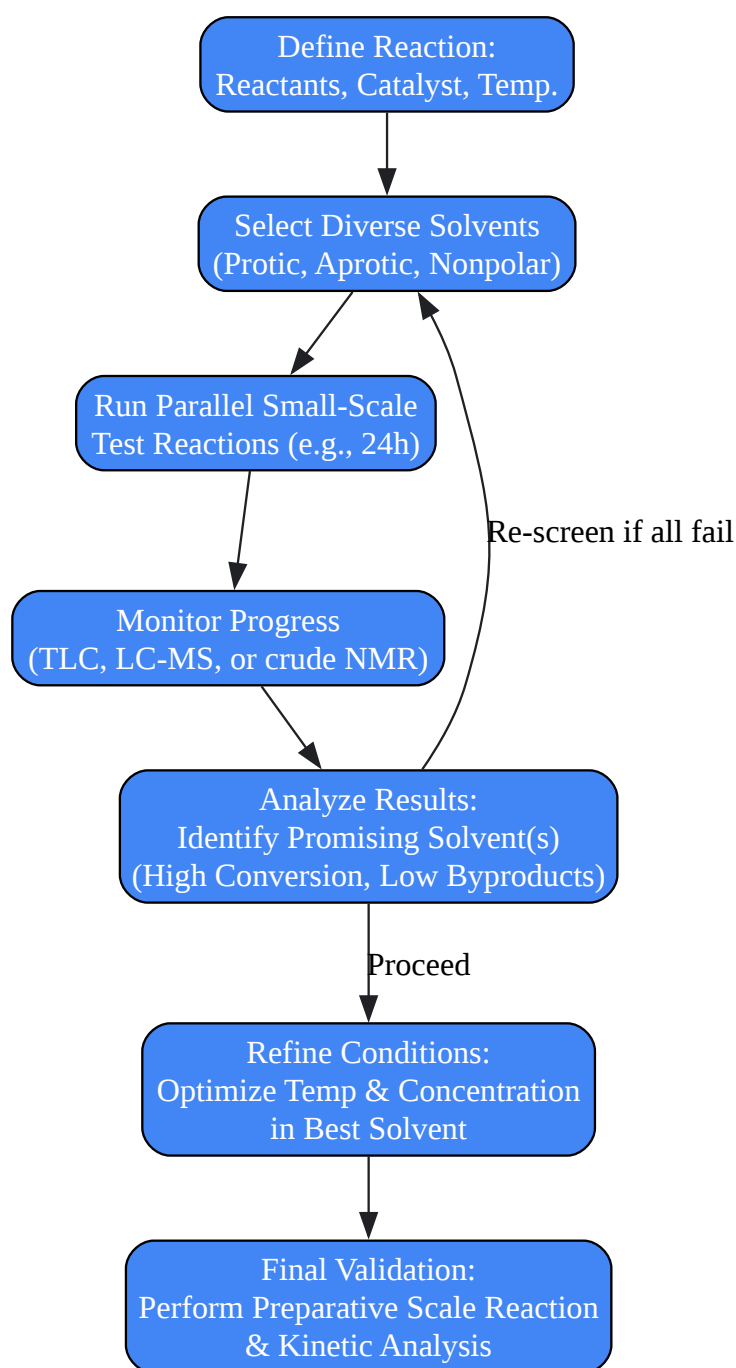 Define Reaction:
Reactants, Catalyst, Temp.
Select Diverse Solvents
(Protic, Aprotic, Nonpolar)
Run Parallel Small-Scale
Test Reactions (e.g., 24h)
Re-screen if all fail
Monitor Progress
(TLC, LC-MS, or crude NMR)
Analyze Results:
Identify Promising Solvent(s)
(High Conversion, Low Byproducts)
Proceed
Refine Conditions:
Optimize Temp & Concentration
in Best Solvent
Final Validation:
Perform Preparative Scale Reaction
& Kinetic Analysis